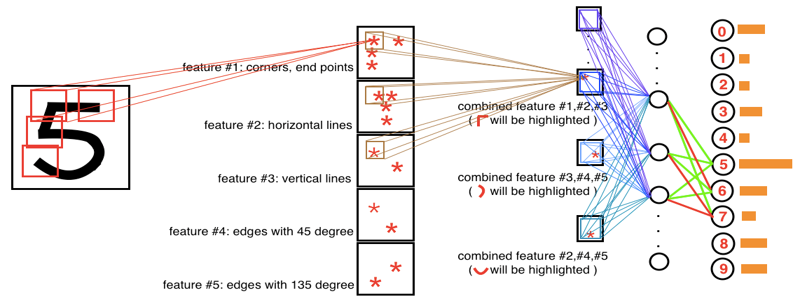 5
feature #1: corners, end points
feature #2: horizontal lines
feature #3: vertical lines
feature #4: edges with 45 degree
feature #5: edges with 135 degree
combined feature #1,#2,#3
( will be highlighted )
combined feature #3,#4,#5
( will be highlighted )
combined feature #2,#4,#5
( will be highlighted )
0
1
2
3
4
5
6
7
8
9